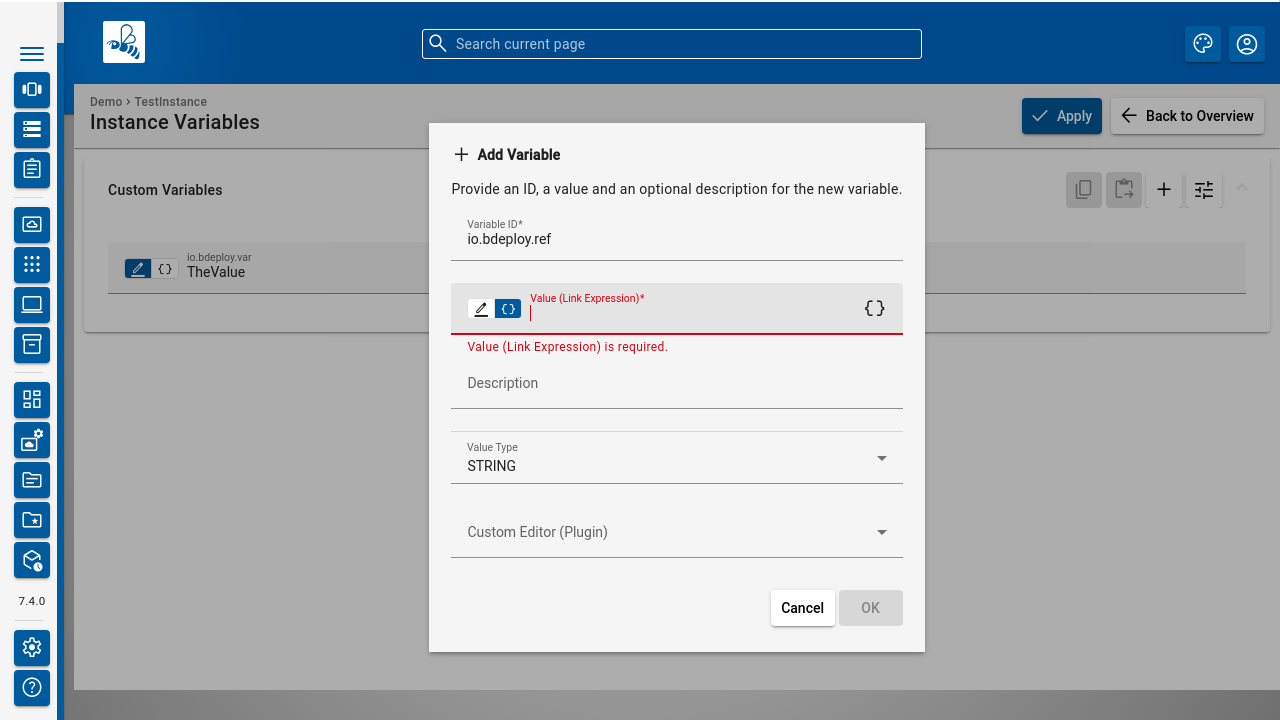 Search current page
Demo › TestInstance
Instance Variables
Apply
Back to Overview
Custom Variables
io.bdeploy.var
TheValue
Add Variable
Provide an ID, a value and an optional description for the new variable.
Variable ID*
io.bdeploy.ref
Value (Link Expression)*
Value (Link Expression) is required.
Description
Value Type
STRING
Custom Editor (Plugin)
Cancel
OK
7.4.0